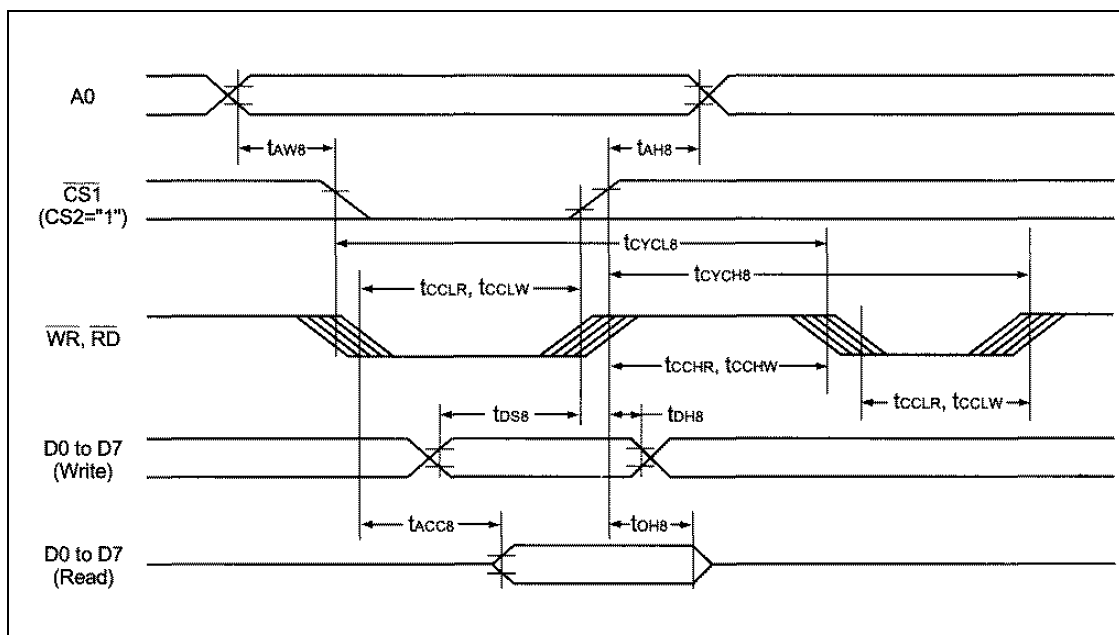 A0
tAW8
tAH8
CS1
(CS2="1")
tCYCL8
tCYCH8
tCCLR, tCCLW
WR, RD
tCCHR, tCCHW
tCCLR, tCCLW
tDS8
tDH8
D0 to D7
(Write)
tACC8
tOH8
D0 to D7
(Read)